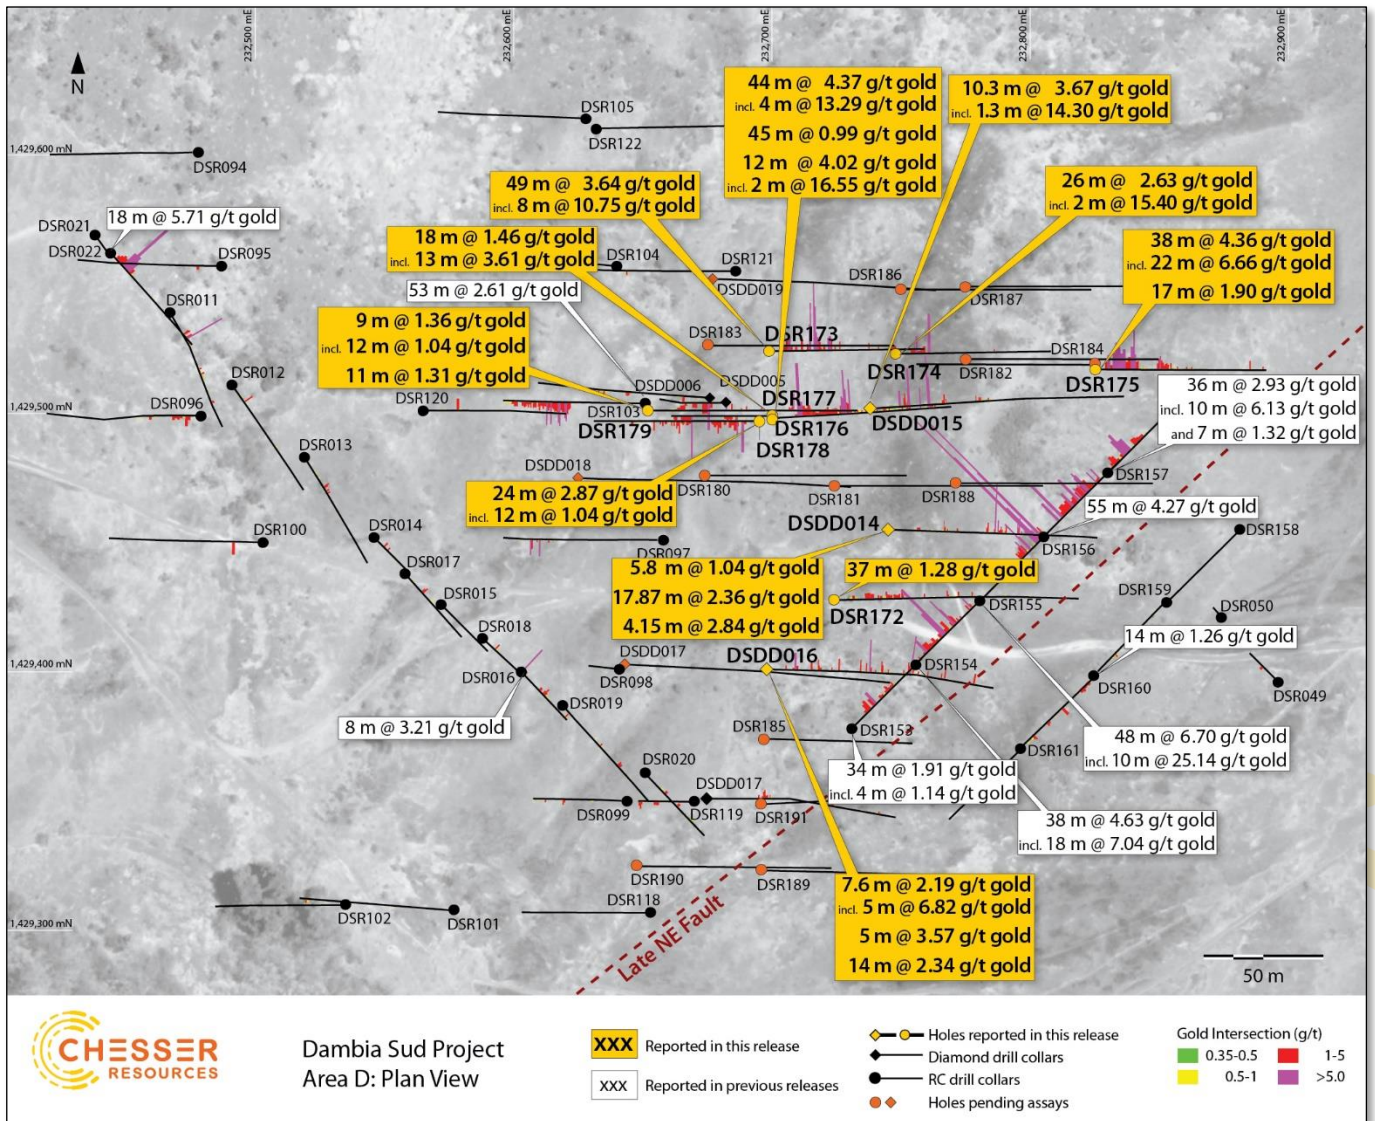 232,500 mE
232,600 mE
232,700 mE
232,800 mE
232,900 mE
N
1,429,600 mN
1,429,500 mN
1,429,400 mN
1,429,300 mN
DSR105
DSR122
DSR094
44 m @ 4.37 g/t gold
incl. 4 m @ 13.29 g/t gold
45 m @ 0.99 g/t gold
12 m @ 4.02 g/t gold
incl. 2 m @ 16.55 g/t gold
10.3 m @ 3.67 g/t gold
incl. 1.3 m @ 14.30 g/t gold
49 m @ 3.64 g/t gold
incl. 8 m @ 10.75 g/t gold
26 m @ 2.63 g/t gold
incl. 2 m @ 15.40 g/t gold
18 m @ 5.71 g/t gold
DSR021
DSR022
DSR095
18 m @ 1.46 g/t gold
incl. 13 m @ 3.61 g/t gold
38 m @ 4.36 g/t gold
incl. 22 m @ 6.66 g/t gold
17 m @ 1.90 g/t gold
DSR104
DSR121
DSDD019
DSR186
DSR187
53 m @ 2.61 g/t gold
DSR011
9 m @ 1.36 g/t gold
incl. 12 m @ 1.04 g/t gold
11 m @ 1.31 g/t gold
DSR183
DSR173
DSR174
DSR182
DSR184
DSR175
DSR012
DSDD006
DSDD005
DSR096
DSR120
DSR103
DSR179
DSR177
DSR176
DSR178
DSDD015
36 m @ 2.93 g/t gold
incl. 10 m @ 6.13 g/t gold
and 7 m @ 1.32 g/t gold
DSR013
DSDD018
DSR180
DSR181
DSR188
DSR157
24 m @ 2.87 g/t gold
incl. 12 m @ 1.04 g/t gold
55 m @ 4.27 g/t gold
DSR100
DSR014
DSR097
DSDD014
DSR156
DSR158
DSR017
5.8 m @ 1.04 g/t gold
17.87 m @ 2.36 g/t gold
4.15 m @ 2.84 g/t gold
37 m @ 1.28 g/t gold
DSR172
DSR155
DSR159
DSR050
DSR015
DSR018
14 m @ 1.26 g/t gold
DSR016
DSDD017
DSR098
DSDD016
DSR154
DSR160
DSR049
8 m @ 3.21 g/t gold
DSR019
DSR185
DSR153
DSR161
48 m @ 6.70 g/t gold
incl. 10 m @ 25.14 g/t gold
34 m @ 1.91 g/t gold
incl. 4 m @ 1.14 g/t gold
DSR020
DSDD017
DSR099
DSR119
DSR191
38 m @ 4.63 g/t gold
incl. 18 m @ 7.04 g/t gold
DSR190
DSR189
7.6 m @ 2.19 g/t gold
incl. 5 m @ 6.82 g/t gold
5 m @ 3.57 g/t gold
14 m @ 2.34 g/t gold
DSR102
DSR101
DSR118
Late NE Fault
50 m
CHESSER
RESOURCES
Dambia Sud Project
Area D: Plan View
XXX Reported in this release
XXX Reported in previous releases
Holes reported in this release
Diamond drill collars
RC drill collars
Holes pending assays
Gold Intersection (g/t)
0.35-0.5
1-5
0.5-1
>5.0